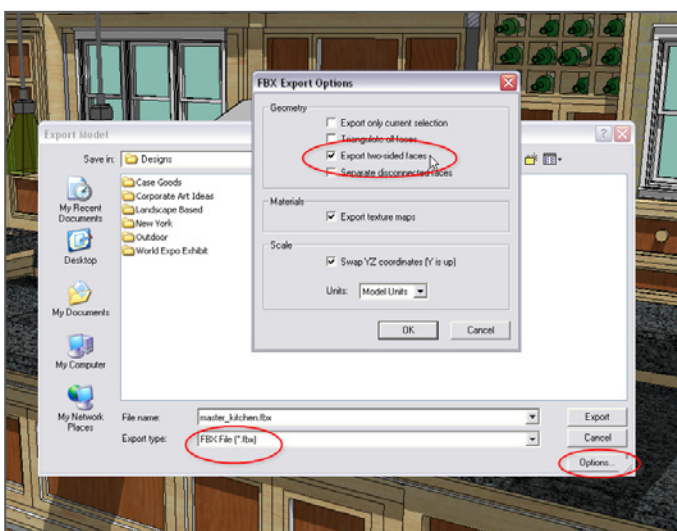 FBX Export Options
Geometry
Export only current selection
Triangulate all faces
Export two-sided faces
Separate disconnected faces
Materials
Export texture maps
Scale
Swap YZ coordinates (Y is up)
Units: Model Units
OK Cancel
Export Model
Save in: Designs
My Recent Documents
Desktop
My Documents
My Computer
My Network Places
Case Goods
Corporate Art Ideas
Landscape Based
New York
Outdoor
World Expo Exhibit
File name: master_kitchen.fbx Export
Export type: FBX File (*.fbx) Cancel
Options...